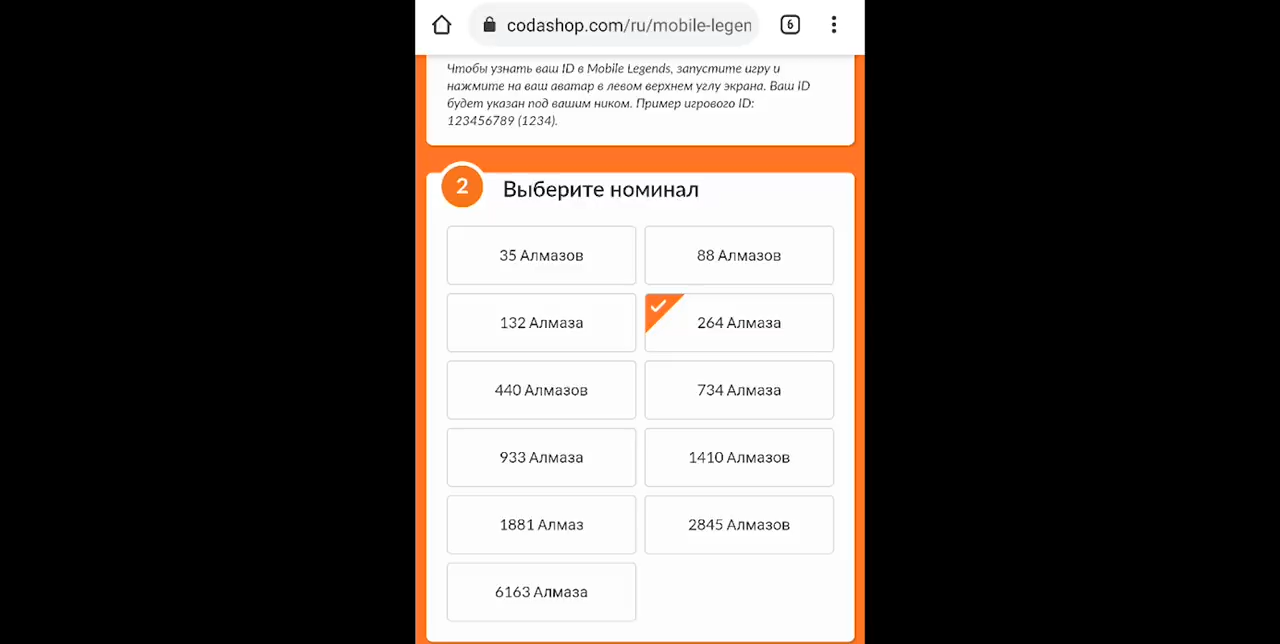 codashop.com/ru/mobile-legen
6
Чтобы узнать ваш ID в Mobile Legends, запустите игру и
нажмите на ваш аватар в левом верхнем углу экрана. Ваш ID
будет указан под вашим ником. Пример игрового ID:
123456789 (1234).
2
Выберите номинал
35 Алмазов
88 Алмазов
132 Алмаза
264 Алмаза
440 Алмазов
734 Алмаза
933 Алмаза
1410 Алмазов
1881 Алмаз
2845 Алмазов
6163 Алмаза